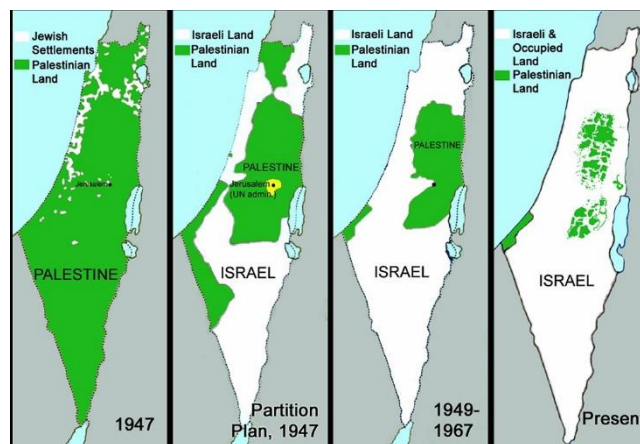 Jewish
Settlements
Palestinian
Land
Jerusalem
PALESTINE
1947
Israeli Land
Palestinian
Land
PALESTINE
Jerusalem
(UN admin.)
ISRAEL
Partition
Plan, 1947
Israeli Land
Palestinian
Land
PALESTINE
ISRAEL
1949-
1967
Israeli &
Occupied
Land
Palestinian
Land
ISRAEL
Presen